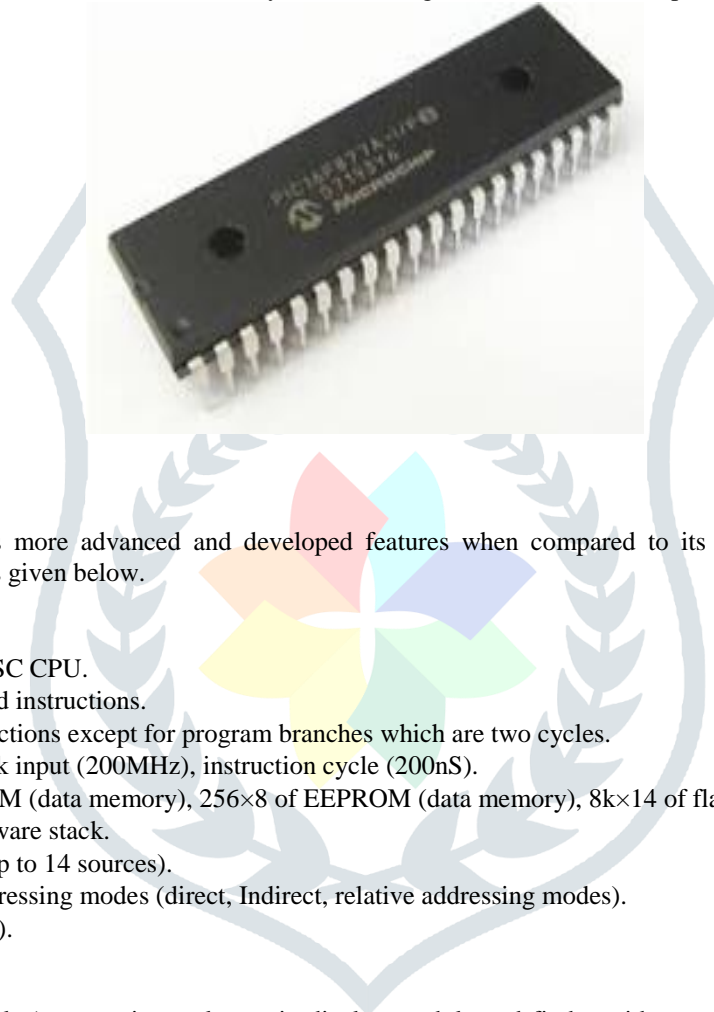 PIC16F877A-I/P
MICROCHIP
s more advanced and developed features when compared to its
s given below.
SC CPU.
d instructions.
ctions except for program branches which are two cycles.
k input (200MHz), instruction cycle (200nS).
M (data memory), 256×8 of EEPROM (data memory), 8k×14 of fla
ware stack.
p to 14 sources).
ressing modes (direct, Indirect, relative addressing modes).
).